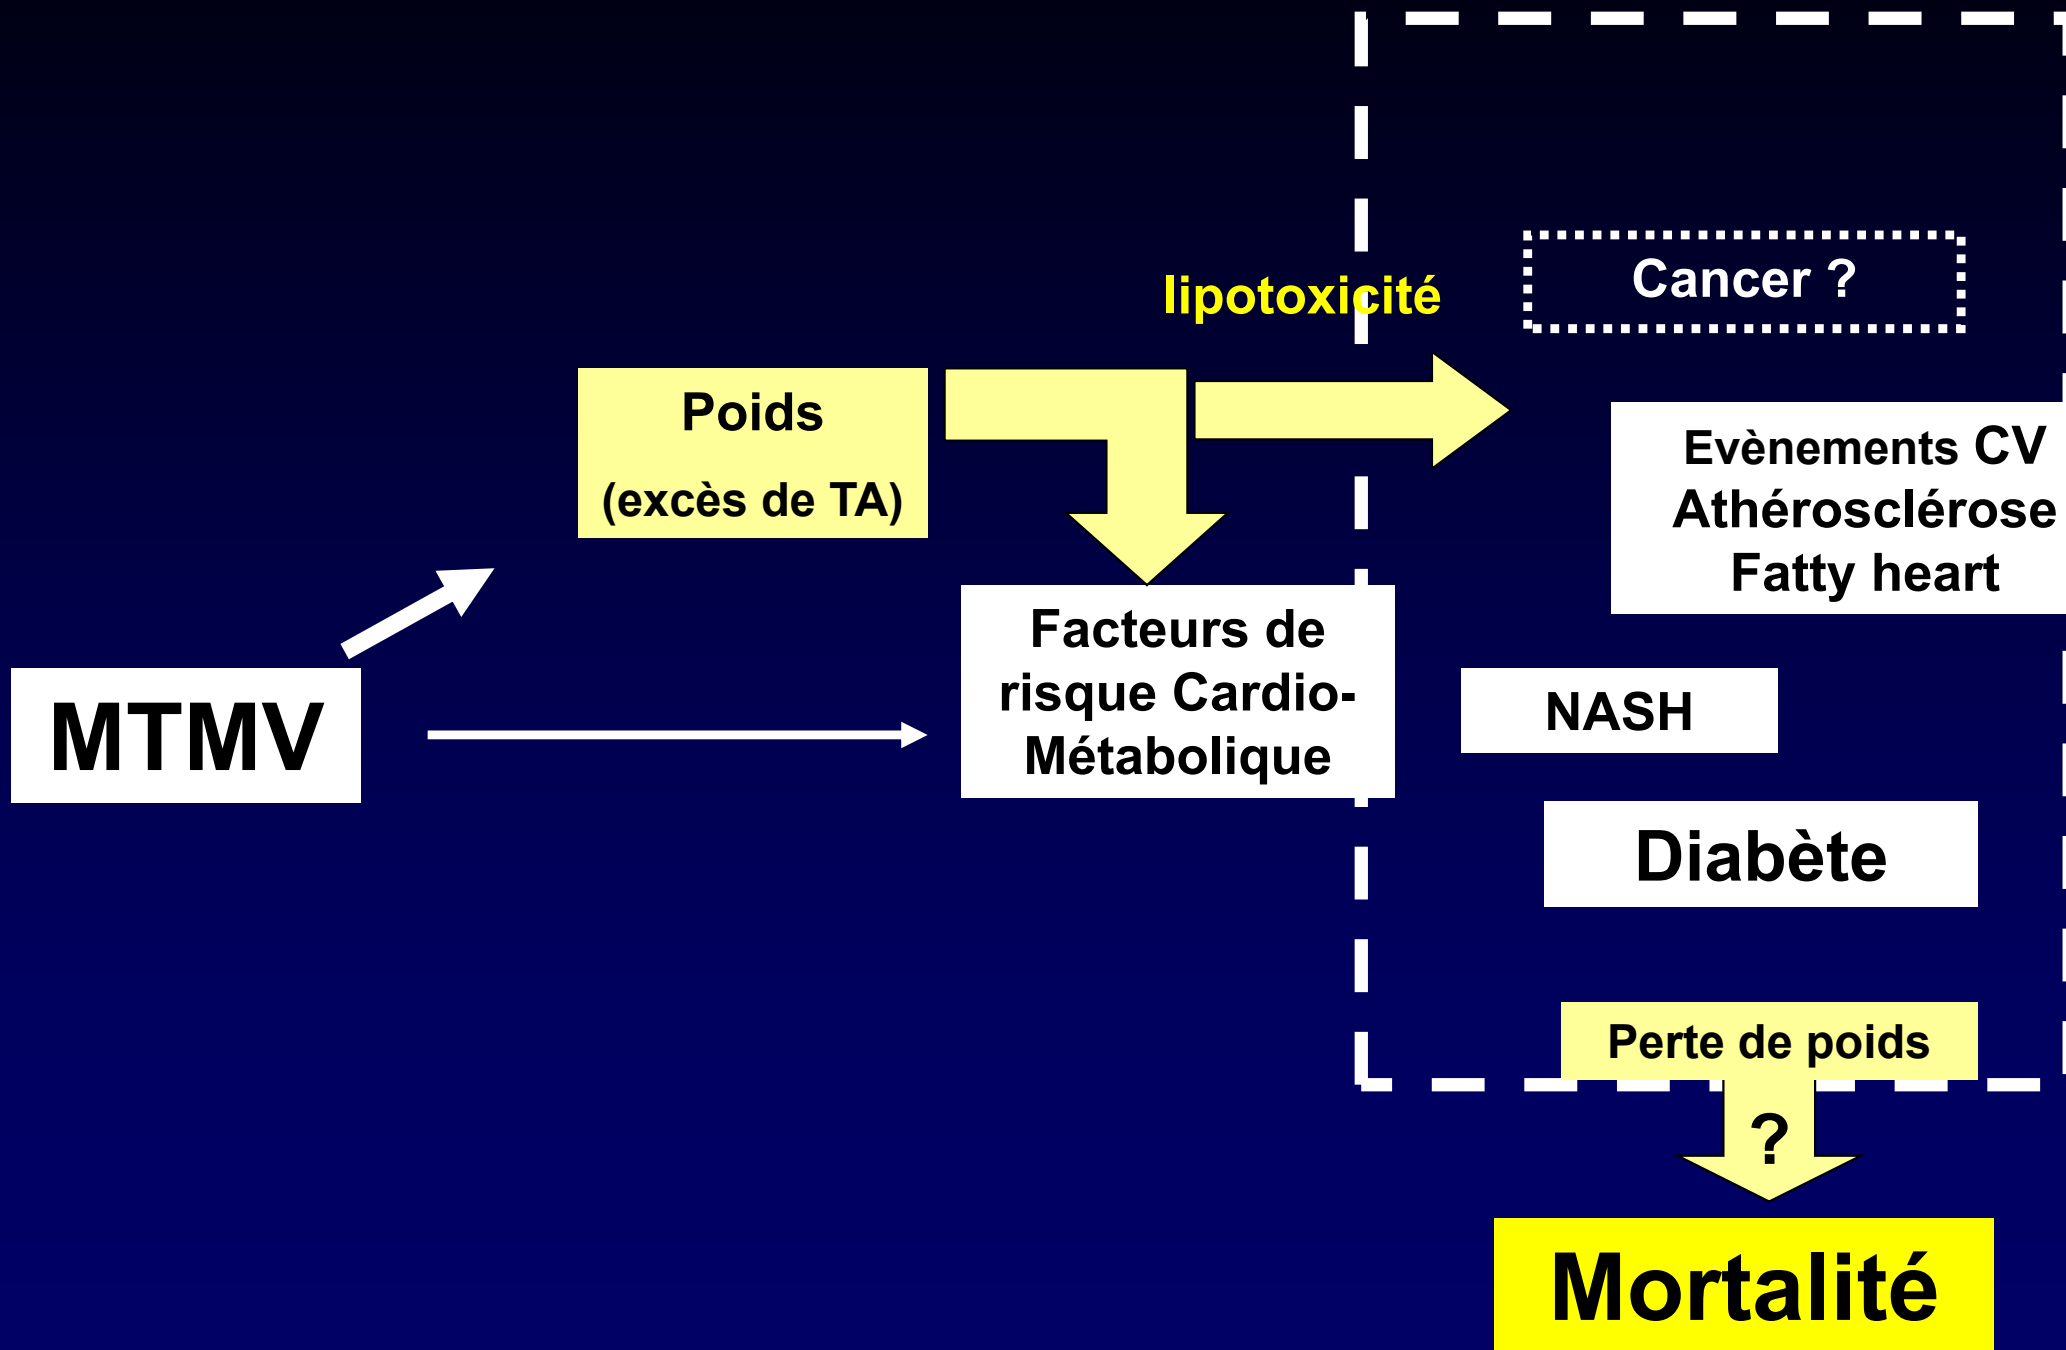 Cancer ?
lipotoxicité
Poids
(excès de TA)
Evènements CV
Athérosclérose
Fatty heart
Facteurs de
risque Cardio-
Métabolique
MTMV
NASH
Diabète
Perte de poids
?
Mortalité